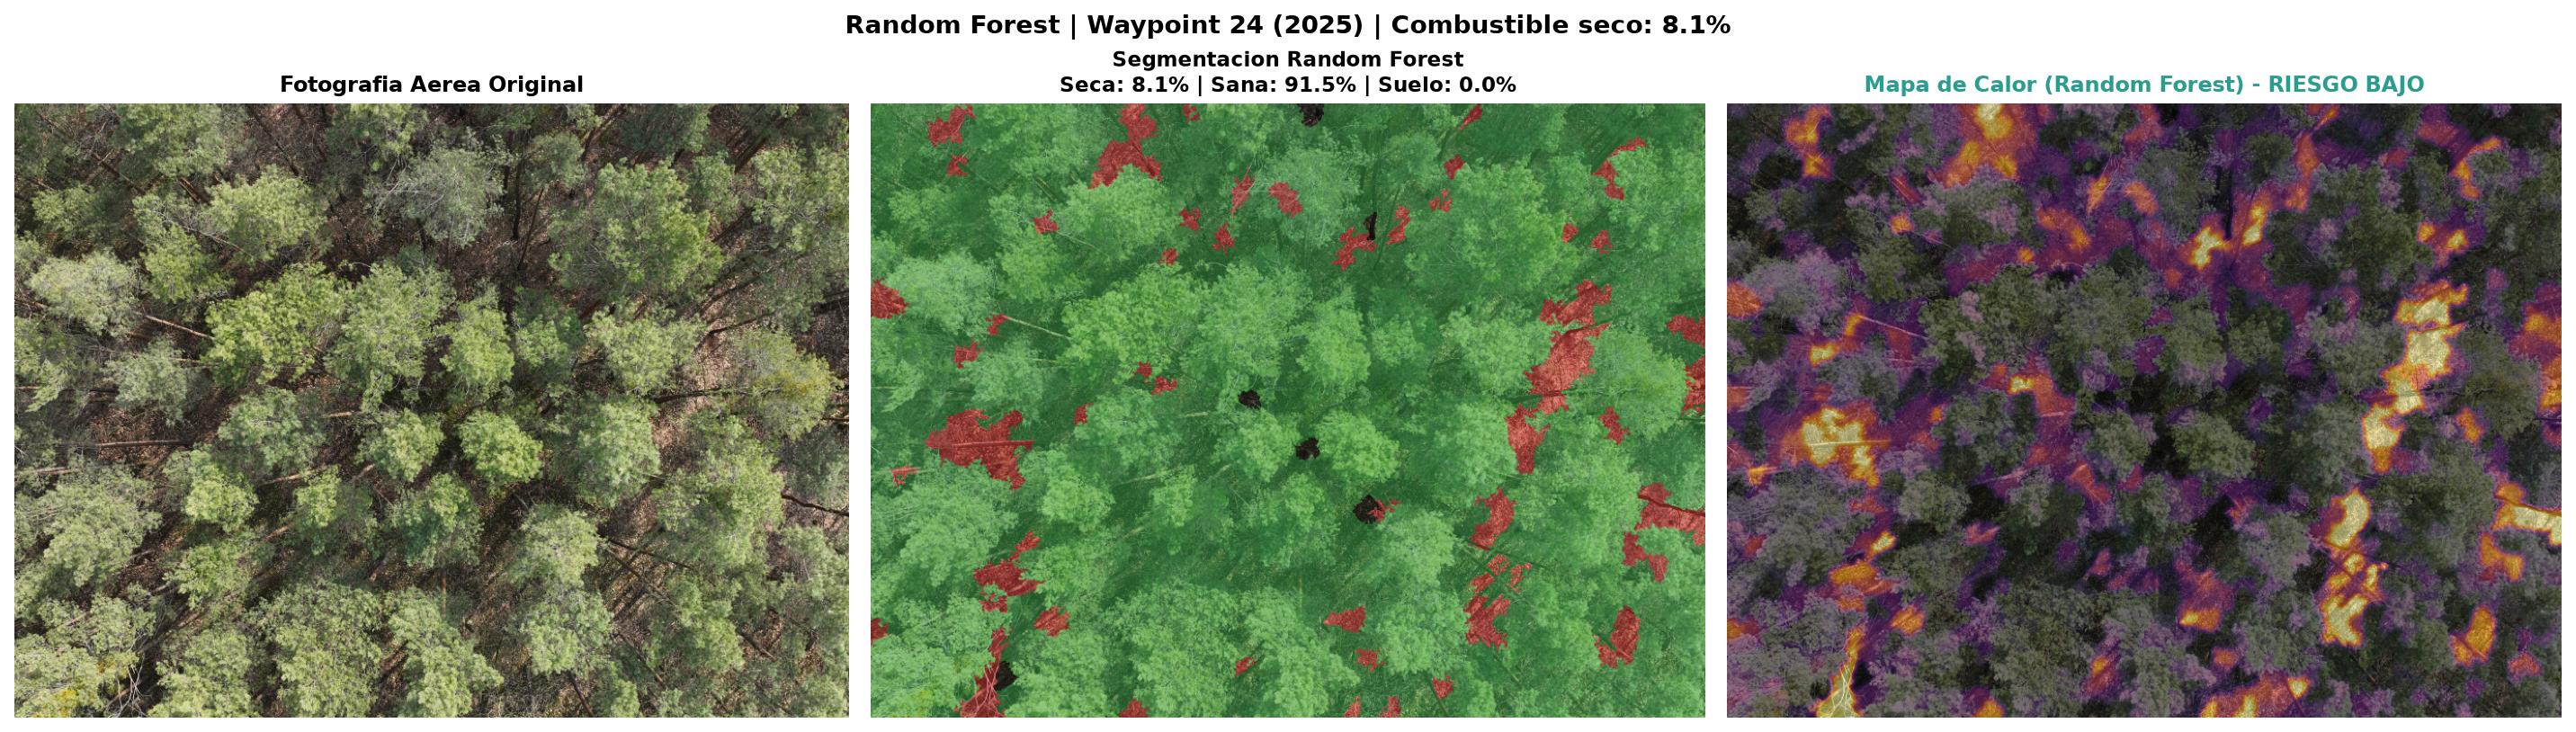 Random Forest | Waypoint 24 (2025) | Combustible seco: 8.1%
Fotografia Aerea Original
Segmentacion Random Forest
Seca: 8.1% | Sana: 91.5% | Suelo: 0.0%
Mapa de Calor (Random Forest) - RIESGO BAJO